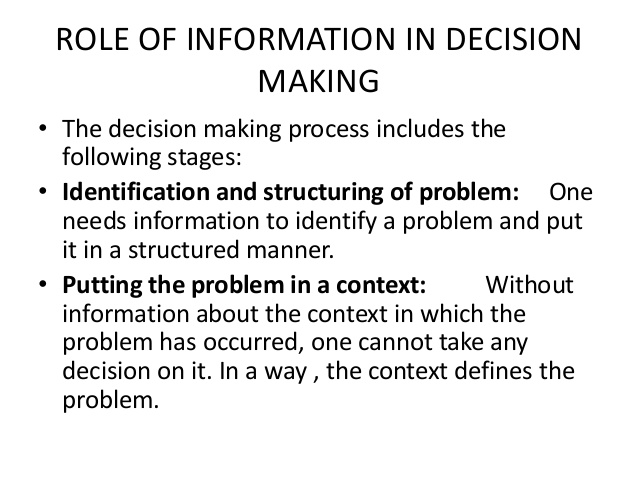 ROLE OF INFORMATION IN DECISION
MAKING
• The decision making process includes the
following stages:
• Identification and structuring of problem: One
needs information to identify a problem and put
it in a structured manner.
• Putting the problem in a context: Without
information about the context in which the
problem has occurred, one cannot take any
decision on it. In a way , the context defines the
problem.